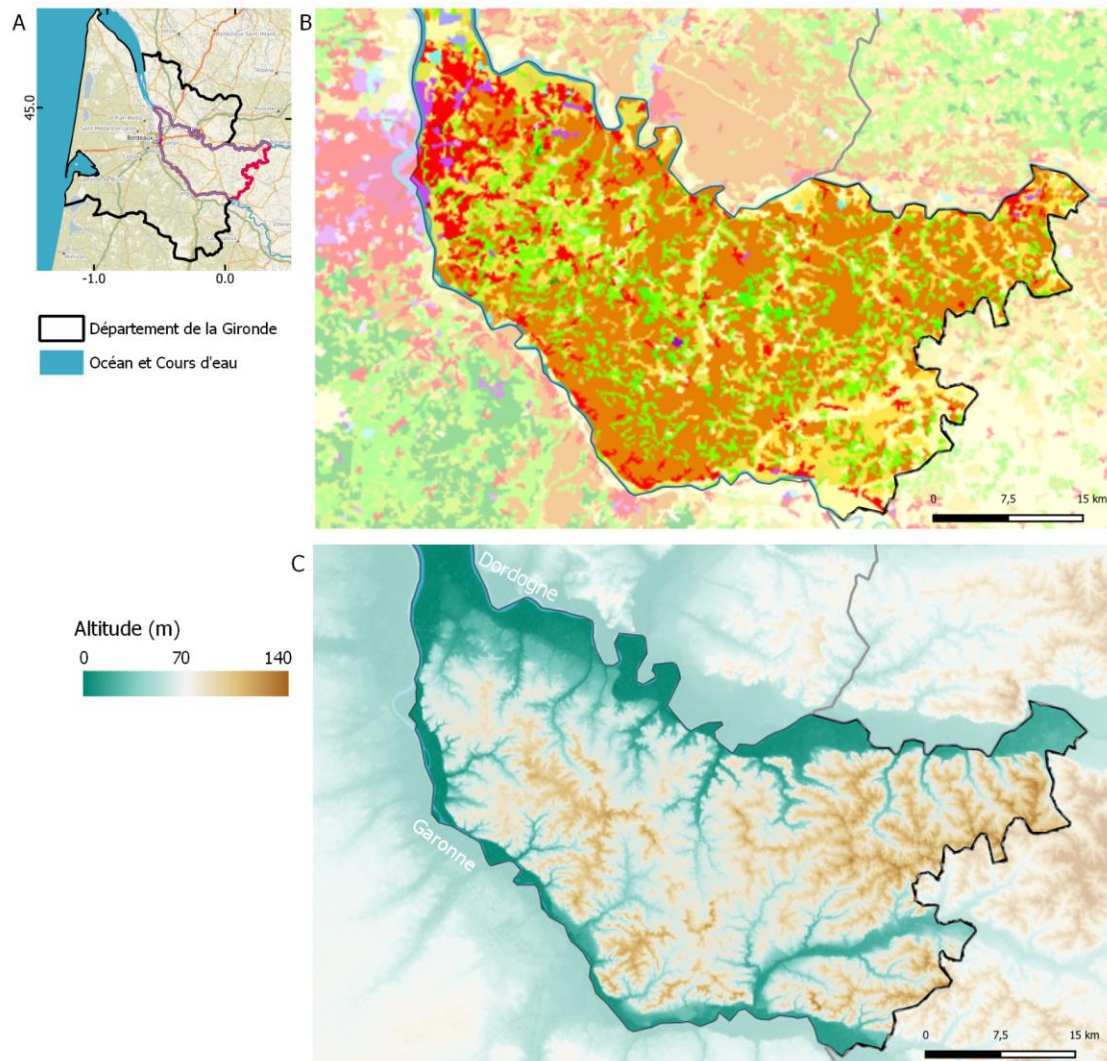 A
45.0
Bordeaux
-1.0
0.0
Département de la Gironde
Océan et Cours d'eau
B
0
7,5
15 km
C
Dordogne
Garonne
Altitude (m)
0
70
140
0
7,5
15 km